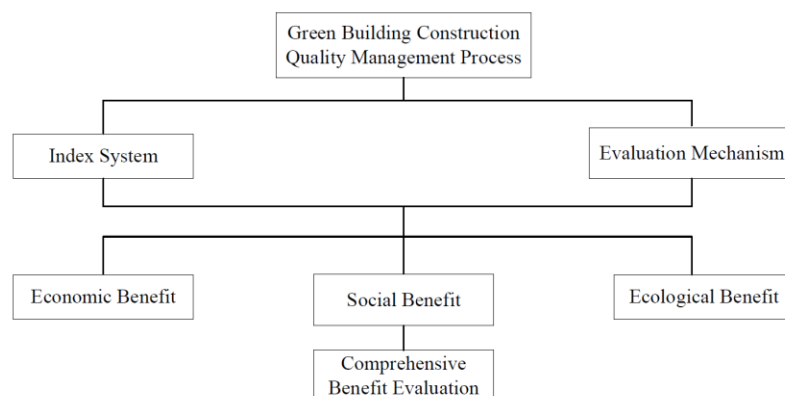 Green Building Construction
Quality Management Process
Index System
Evaluation Mechanism
Economic Benefit
Social Benefit
Ecological Benefit
Comprehensive
Benefit Evaluation